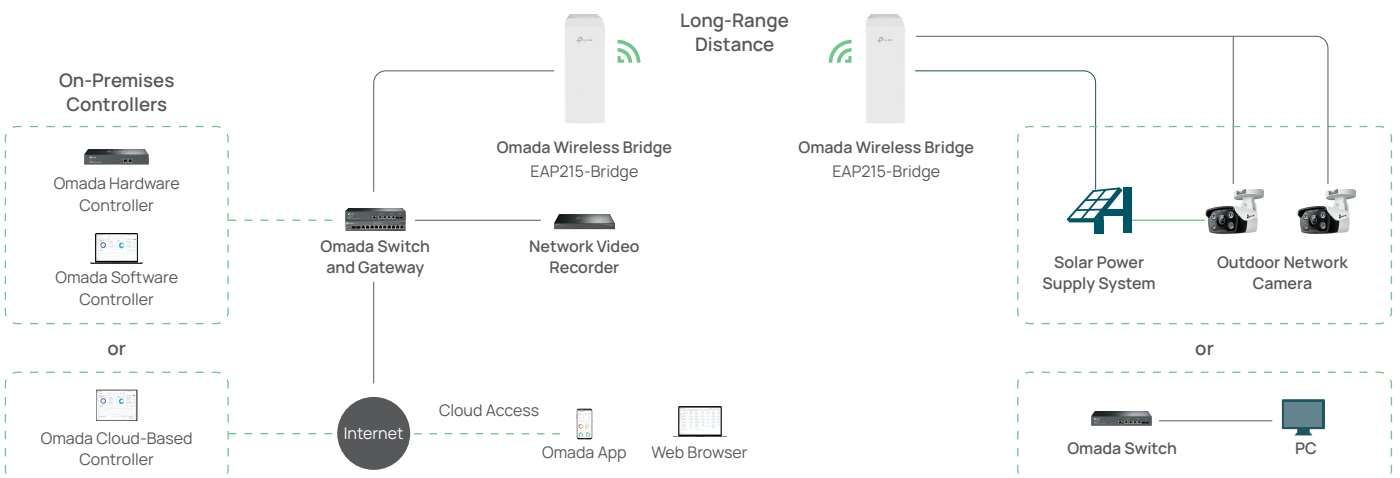 Long-Range
Distance
On-Premises
Controllers
Omada Wireless Bridge
EAP215-Bridge
Omada Wireless Bridge
EAP215-Bridge
Omada Hardware
Controller
Omada Software
Controller
Omada Switch
and Gateway
Network Video
Recorder
Solar Power
Supply System
Outdoor Network
Camera
or
or
Omada Cloud-Based
Controller
Internet
Cloud Access
Omada App
Web Browser
Omada Switch
PC